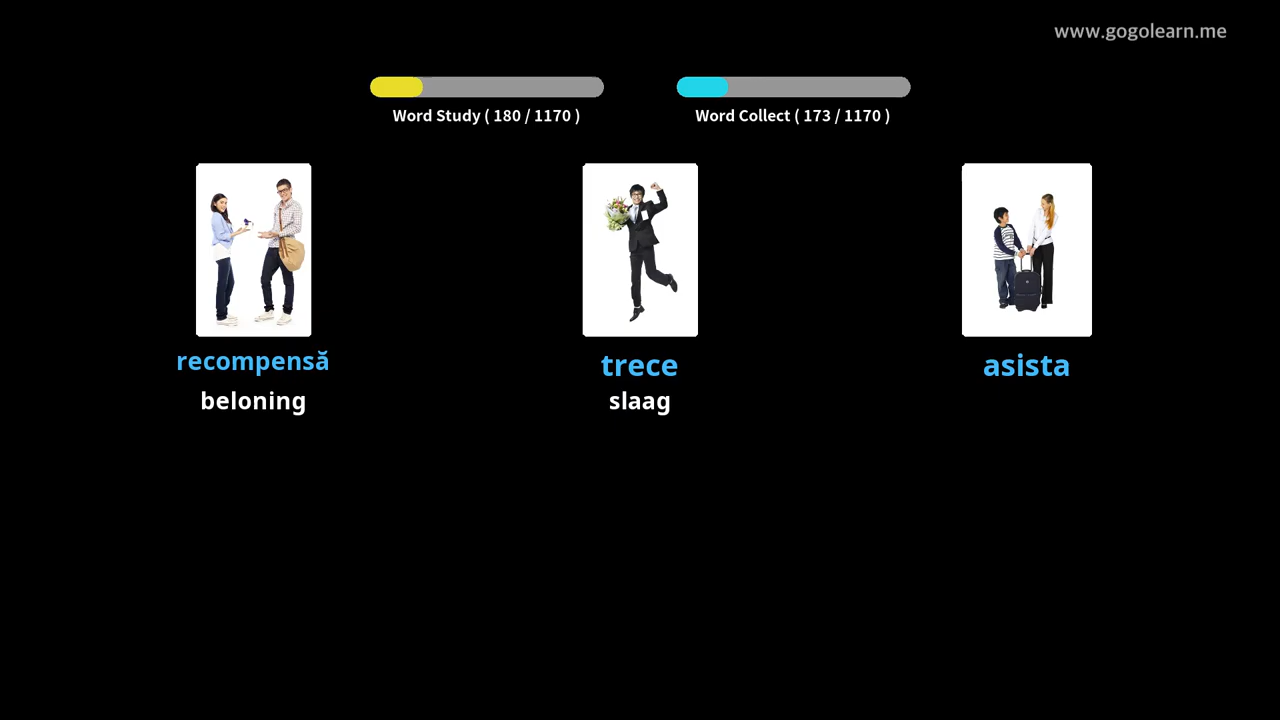 www.gogolearn.me
Word Study ( 180 / 1170 )
Word Collect ( 173 / 1170 )
recompensă
trece
asista
beloning
slaag